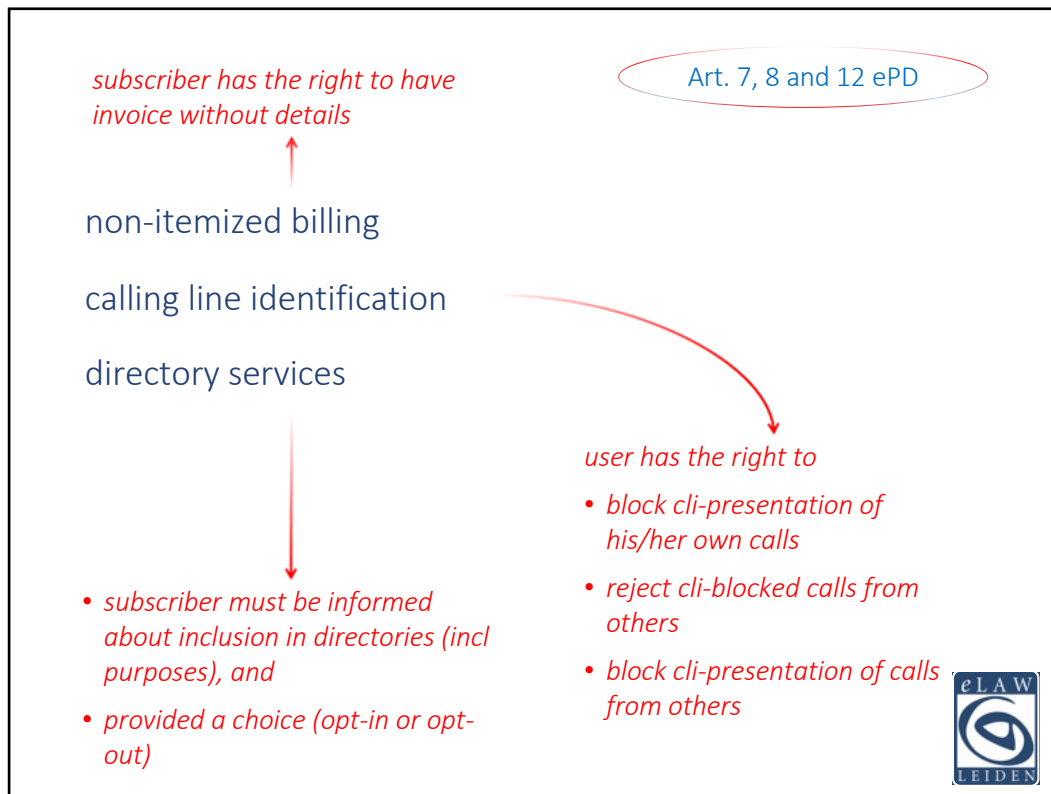 subscriber has the right to have
invoice without details
Art. 7, 8 and 12 ePD
non-itemized billing
calling line identification
directory services
user has the right to
• block cli-presentation of
his/her own calls
• reject cli-blocked calls from
others
• block cli-presentation of calls
from others
• subscriber must be informed
about inclusion in directories (incl
purposes), and
• provided a choice (opt-in or opt-
out)
eLAW
LEIDEN